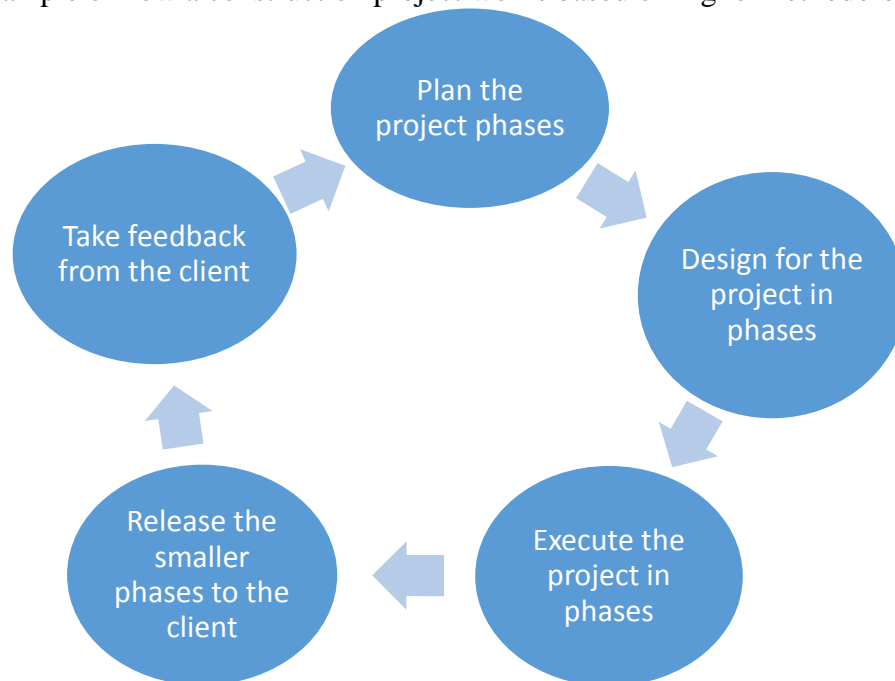 Plan the
project phases
Design for the
project in
phases
Execute the
project in
phases
Release the
smaller
phases to the
client
Take feedback
from the client